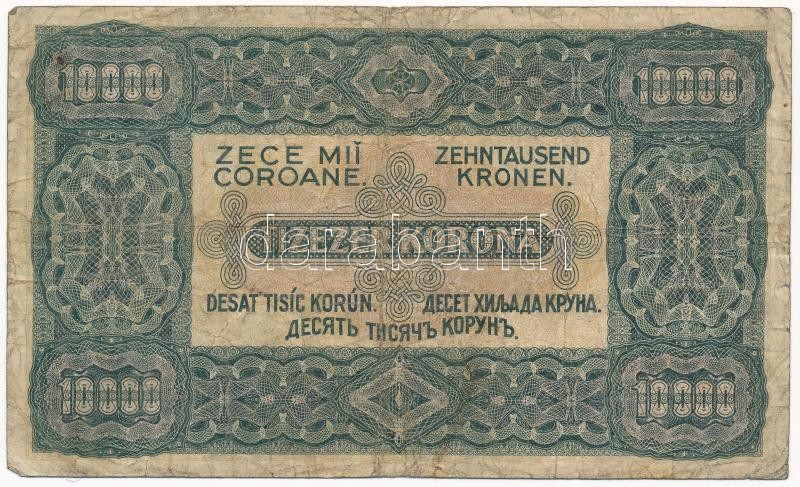 10000 10000
ZECE MIĬ ZEHNTAUSEND
COROANE. KRONEN.
TÍZEZER KORONA
darabanth
DESAŤ TISÍC KORÚN. ДЕСЕТ ХИЉАДА КРУНА.
ДЕСЯТЬ ТИСЯЧЪ КОРУНЪ.
10000 10000